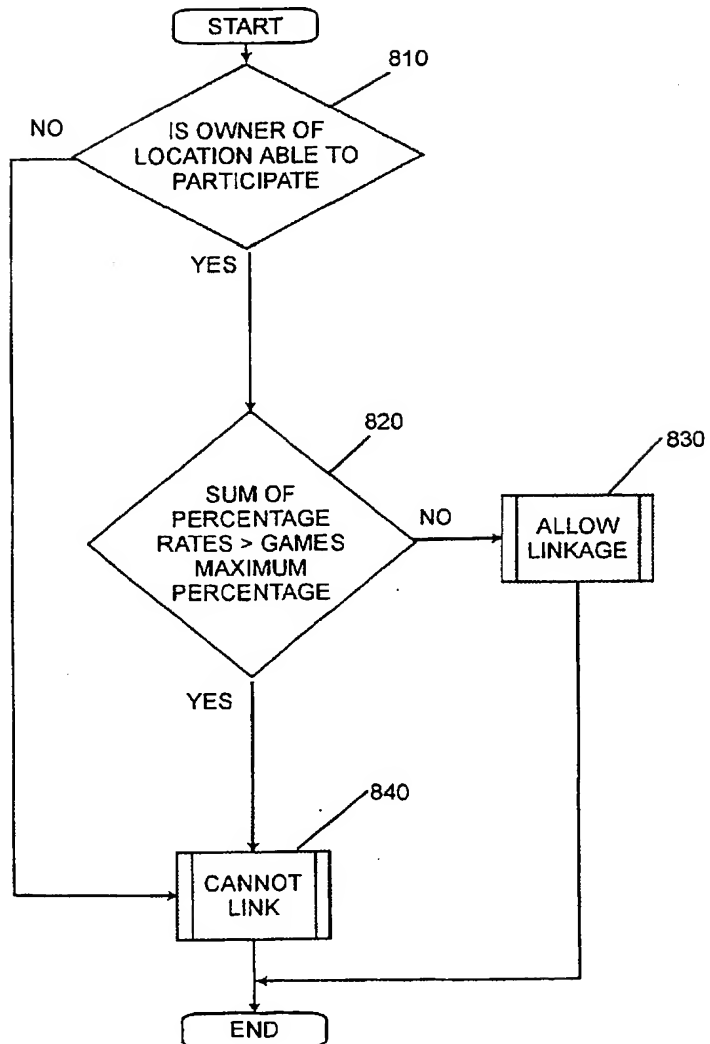 START
810
NO
IS OWNER OF
LOCATION ABLE TO
PARTICIPATE
YES
820
830
SUM OF
PERCENTAGE
RATES > GAMES
MAXIMUM
PERCENTAGE
NO
ALLOW
LINKAGE
YES
840
CANNOT
LINK
END